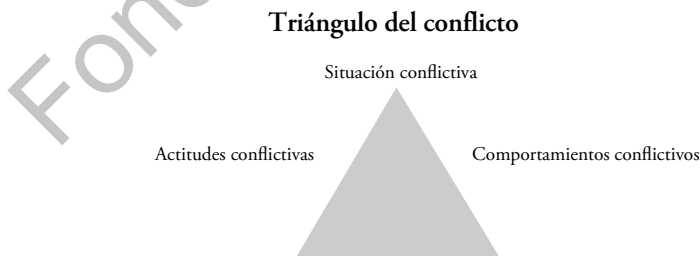 Triángulo del conflicto
Situación conflictiva
Actitudes conflictivas
Comportamientos conflictivos